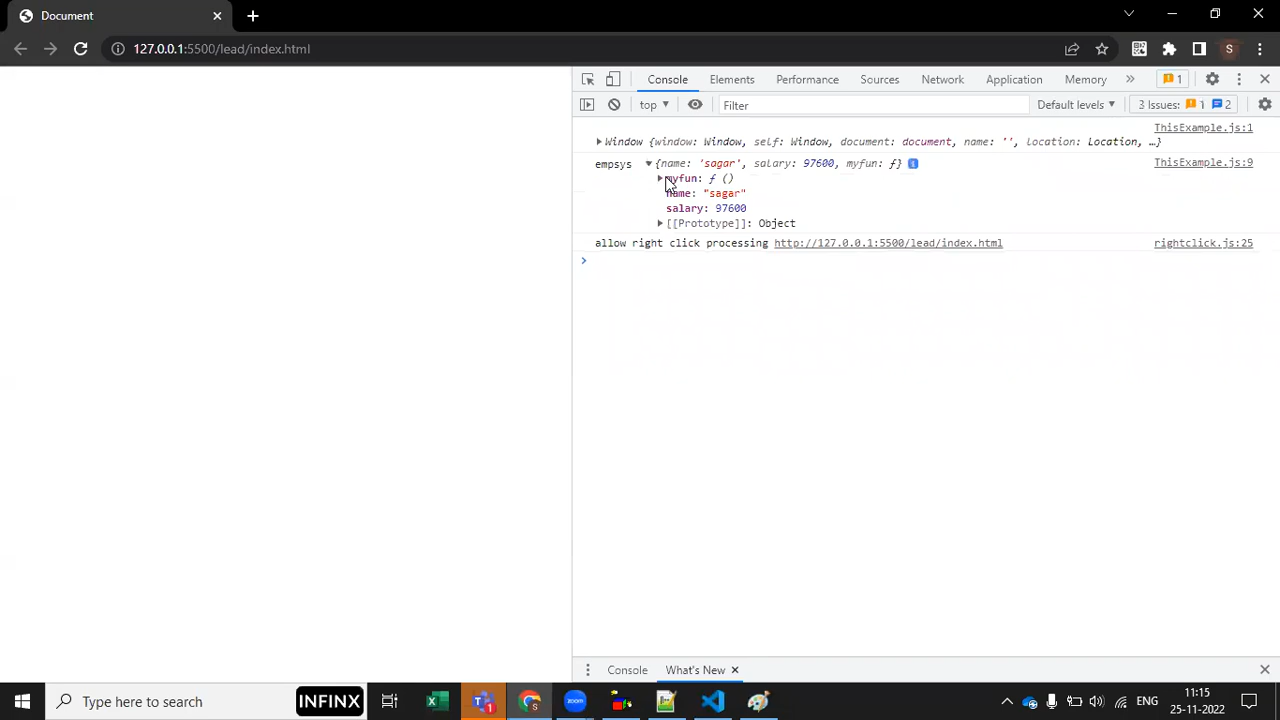 Document
127.0.0.1:5500/lead/index.html
S
Console Elements Performance Sources Network Application Memory » 1
top Filter Default levels 3 Issues: 1 2
ThisExample.js:1
Window {window: Window, self: Window, document: document, name: '', location: Location, …}
empsys {name: 'sagar', salary: 97600, myfun: ƒ} i ThisExample.js:9
myfun: ƒ ()
name: "sagar"
salary: 97600
[[Prototype]]: Object
allow right click processing http://127.0.0.1:5500/lead/index.html rightclick.js:25
>
Console What's New
Type here to search INFINX zoom ENG 11:15
25-11-2022